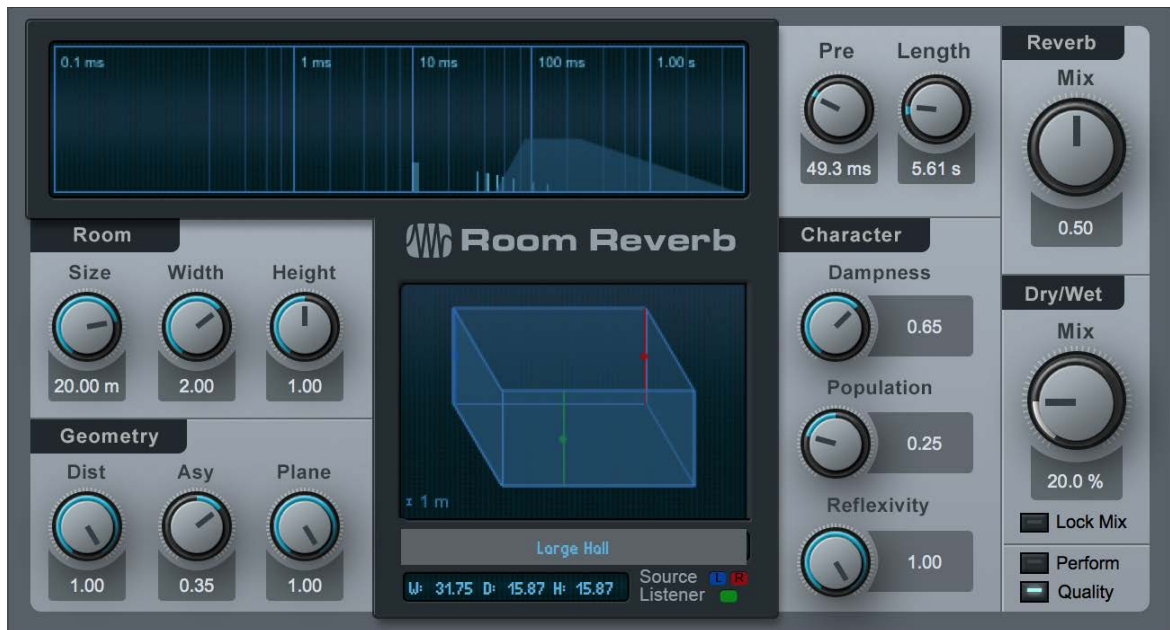 0.1 ms 1 ms 10 ms 100 ms 1.00 s
Pre Length
49.3 ms 5.61 s
Reverb
Mix
0.50
Room
Size Width Height
20.00 m 2.00 1.00
Geometry
Dist Asy Plane
1.00 0.35 1.00
Room Reverb
1 m
Large Hall
W: 31.75 D: 15.87 H: 15.87
Source L R
Listener
Character
Dampness
0.65
Population
0.25
Reflexivity
1.00
Dry/Wet
Mix
20.0 %
Lock Mix
Perform
Quality